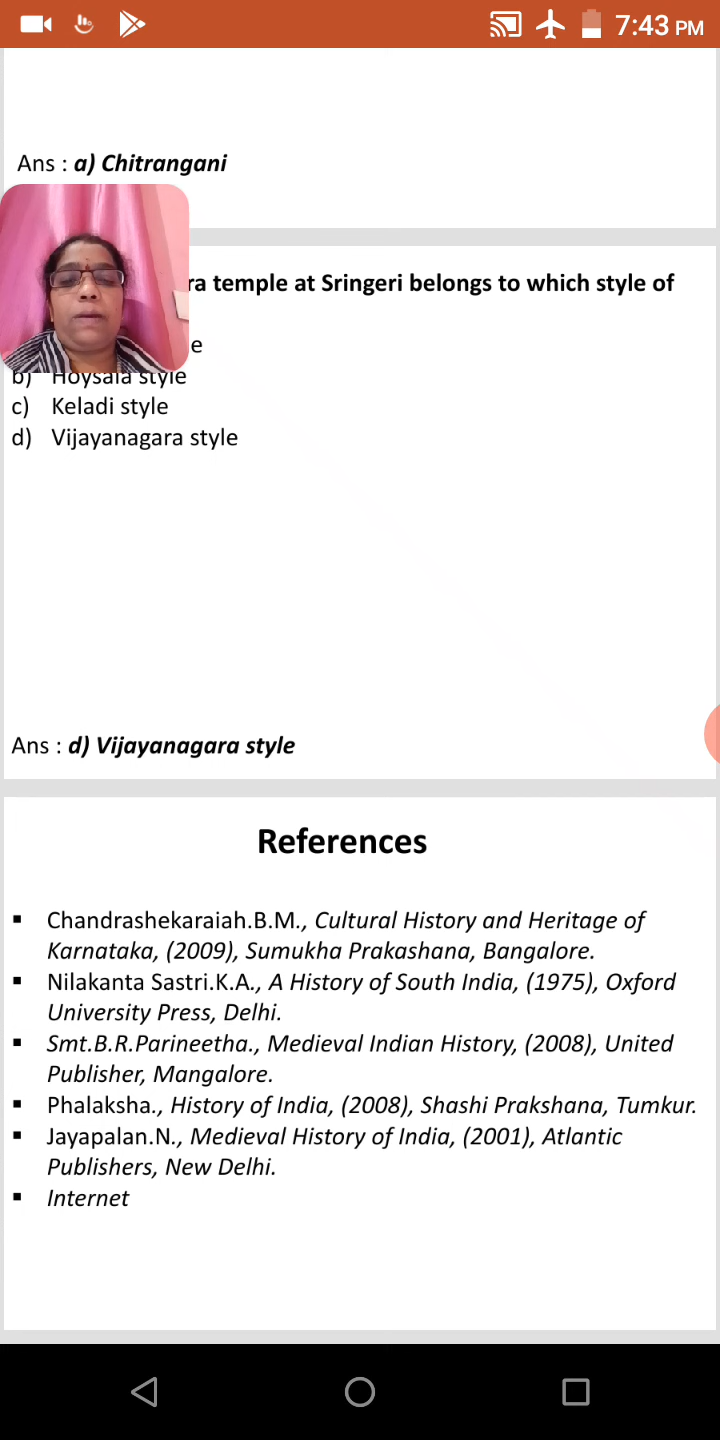 7:43 PM
Ans : a) Chitrangani
ra temple at Sringeri belongs to which style of
e
b) Hoysala style
c) Keladi style
d) Vijayanagara style
Ans : d) Vijayanagara style
References
▪ Chandrashekaraiah.B.M., Cultural History and Heritage of
Karnataka, (2009), Sumukha Prakashana, Bangalore.
▪ Nilakanta Sastri.K.A., A History of South India, (1975), Oxford
University Press, Delhi.
▪ Smt.B.R.Parineetha., Medieval Indian History, (2008), United
Publisher, Mangalore.
▪ Phalaksha., History of India, (2008), Shashi Prakshana, Tumkur.
▪ Jayapalan.N., Medieval History of India, (2001), Atlantic
Publishers, New Delhi.
▪ Internet